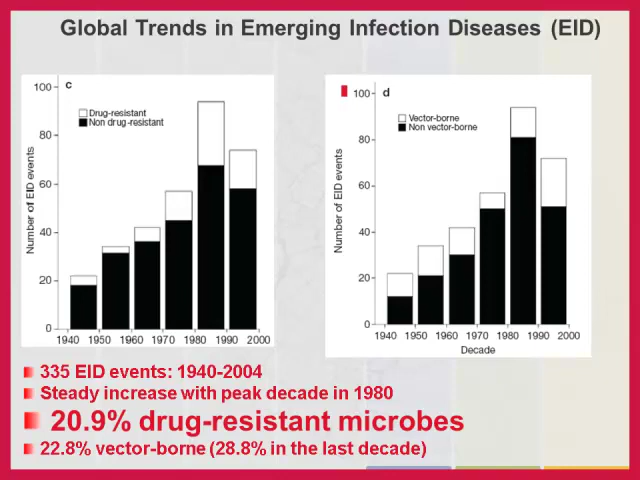 Global Trends in Emerging Infection Diseases (EID)
c
100
80
60
40
20
0
Number of EID events
Drug-resistant
Non drug-resistant
1940 1950 1960 1970 1980 1990 2000
d
100
80
60
40
20
0
Number of EID events
Vector-borne
Non vector-borne
1940 1950 1960 1970 1980 1990 2000
Decade
335 EID events: 1940-2004
Steady increase with peak decade in 1980
20.9% drug-resistant microbes
22.8% vector-borne (28.8% in the last decade)